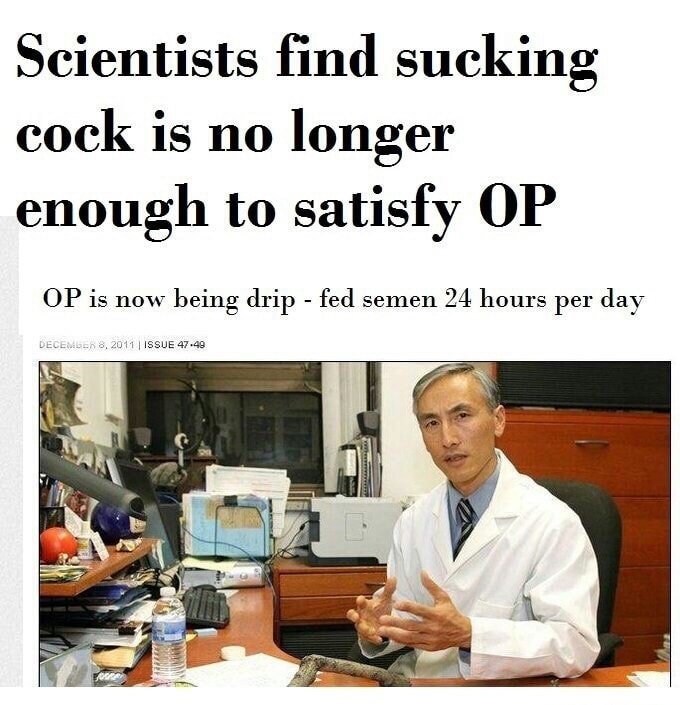 Scientists find sucking
cock is no longer
enough to satisfy OP
OP is now being drip - fed semen 24 hours per day
DECEMBER 8, 2011 | ISSUE 47-49